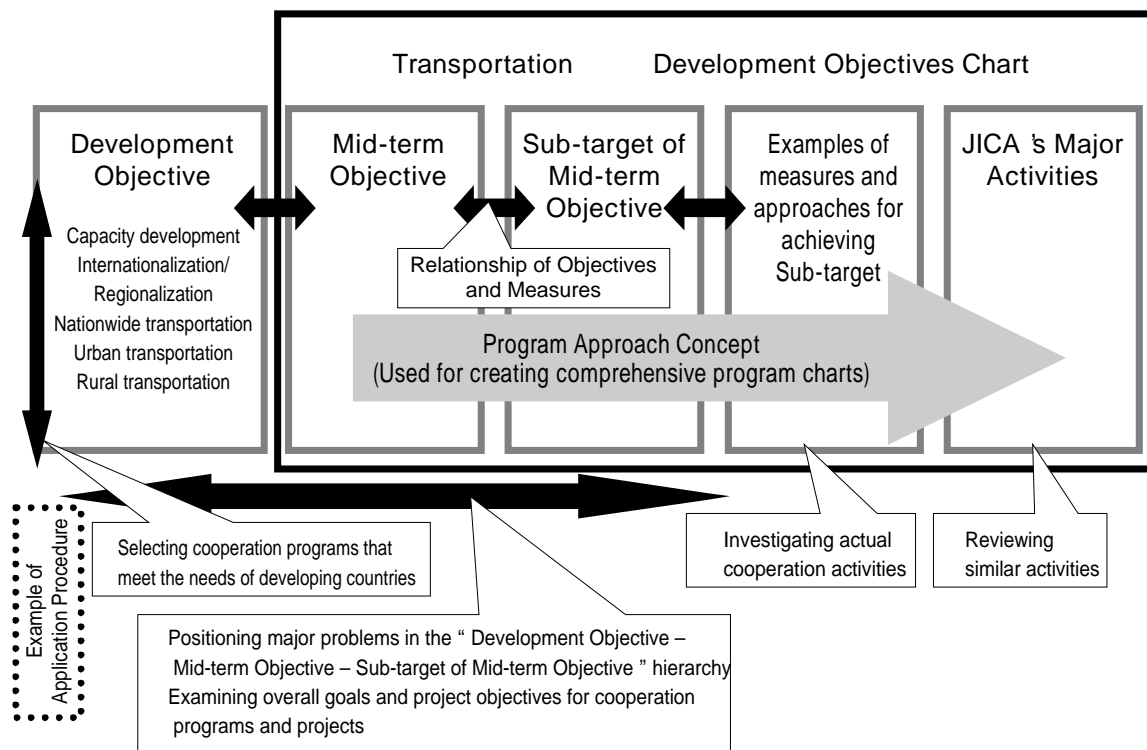 Transportation Development Objectives Chart
Development
Objective
Capacity development
Internationalization/
Regionalization
Nationwide transportation
Urban transportation
Rural transportation
Mid-term
Objective
Sub-target of
Mid-term
Objective
Examples of
measures and
approaches for
achieving
Sub-target
JICA 's Major
Activities
Relationship of Objectives
and Measures
Program Approach Concept
(Used for creating comprehensive program charts)
Example of
Application Procedure
Selecting cooperation programs that
meet the needs of developing countries
Positioning major problems in the “ Development Objective –
Mid-term Objective – Sub-target of Mid-term Objective ” hierarchy
Examining overall goals and project objectives for cooperation
programs and projects
Investigating actual
cooperation activities
Reviewing
similar activities